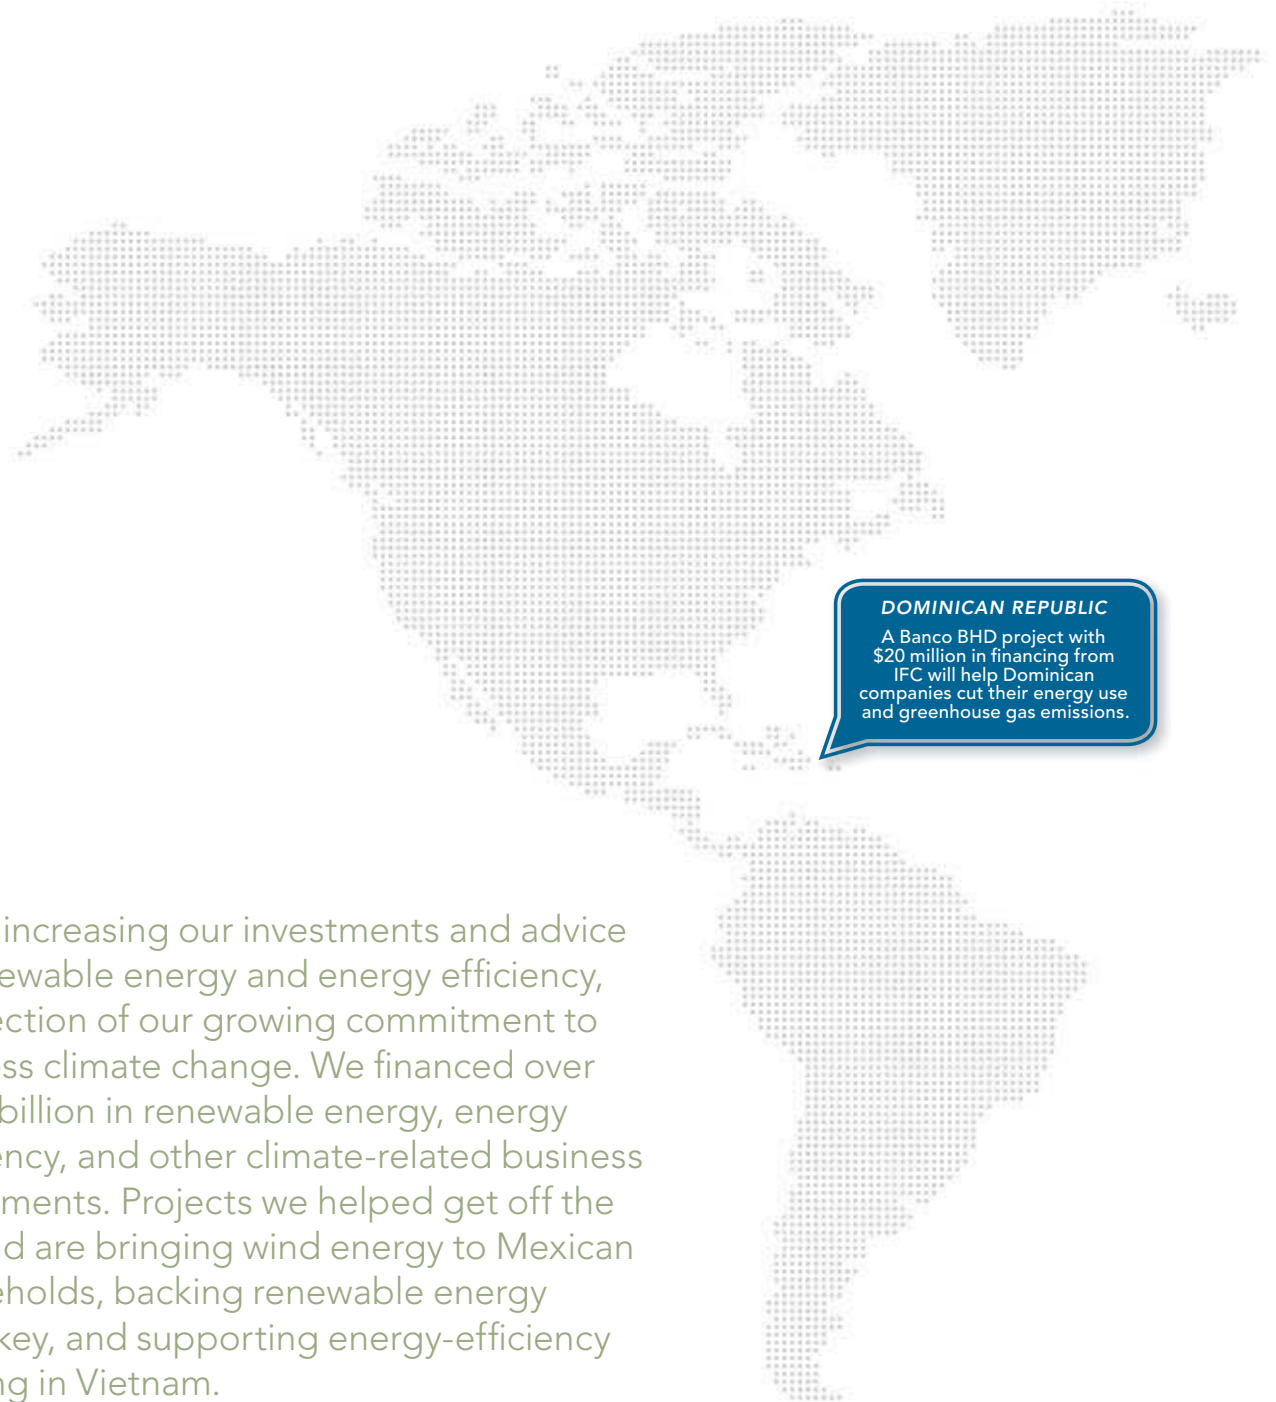 DOMINICAN REPUBLIC
A Banco BHD project with
$20 million in financing from
IFC will help Dominican
companies cut their energy use
and greenhouse gas emissions.
increasing our investments and advice
ewable energy and energy efficiency,
ection of our growing commitment to
ss climate change. We financed over
billion in renewable energy, energy
ency, and other climate-related business
ments. Projects we helped get off the
d are bringing wind energy to Mexican
eholds, backing renewable energy
key, and supporting energy-efficiency
ng in Vietnam.